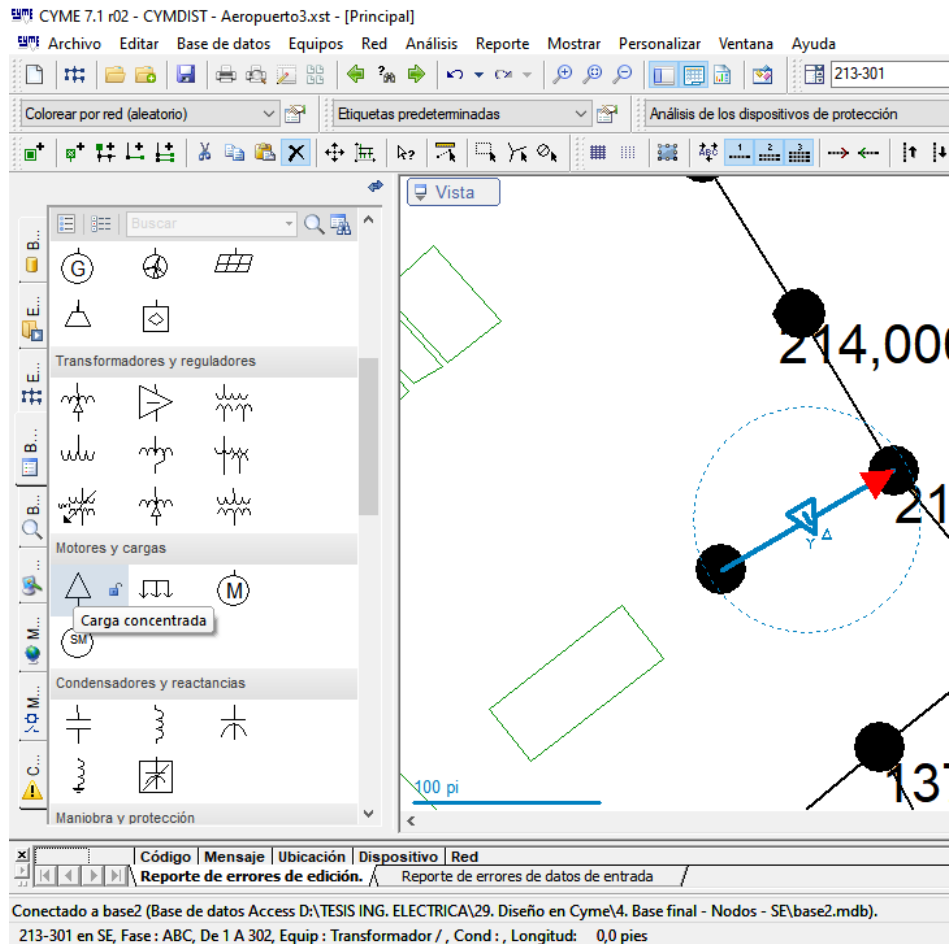 CYME 7.1 r02 - CYMDIST - Aeropuerto3.xst - [Principal]
Archivo Editar Base de datos Equipos Red Análisis Reporte Mostrar Personalizar Ventana Ayuda
213-301
Colorear por red (aleatorio) Etiquetas predeterminadas Análisis de los dispositivos de protección
Vista
Buscar
B...
E...
E...
B...
B...
M...
M...
C...
G
Transformadores y reguladores
Motores y cargas
M
Carga concentrada
SM
Condensadores y reactancias
Maniobra y protección
214,000
21
Y Δ
137
100 pi
Código Mensaje Ubicación Dispositivo Red
Reporte de errores de edición. Reporte de errores de datos de entrada
Conectado a base2 (Base de datos Access D:\TESIS ING. ELECTRICA\29. Diseño en Cyme\4. Base final - Nodos - SE\base2.mdb).
213-301 en SE, Fase : ABC, De 1 A 302, Equip : Transformador / , Cond : , Longitud: 0,0 pies